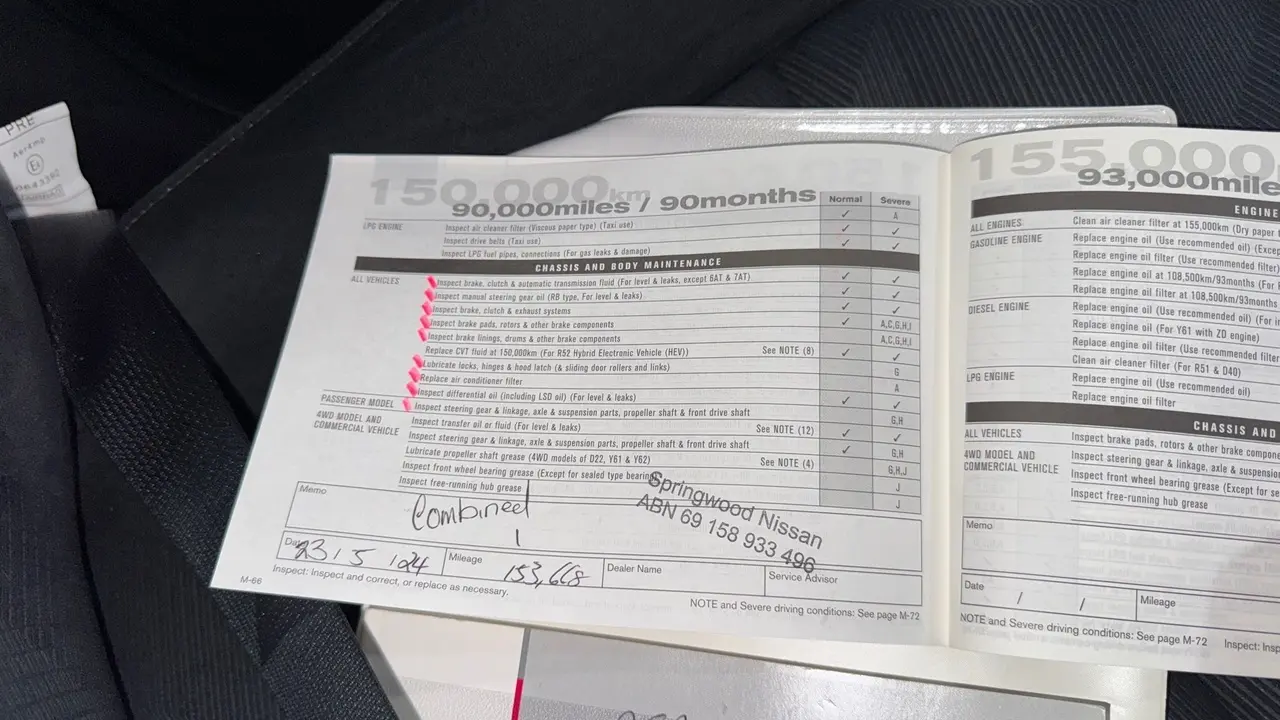 PRE
150,000km
90,000miles / 90months
Normal
Severe
LPG ENGINE
Inspect air cleaner filter (Viscous paper type) (Taxi use) ✓ A
Inspect drive belts (Taxi use) ✓ ✓
Inspect LPG fuel pipes, connections (For gas leaks & damage) ✓ ✓
CHASSIS AND BODY MAINTENANCE
ALL VEHICLES
Inspect brake, clutch & automatic transmission fluid (For level & leaks, except 6AT & 7AT) ✓ ✓
Inspect manual steering gear oil (RB type, For level & leaks) ✓ ✓
Inspect brake, clutch & exhaust systems ✓ ✓
Inspect brake pads, rotors & other brake components ✓ A,C,G,H,I
Inspect brake linings, drums & other brake components A,C,G,H,I
Replace CVT fluid at 150,000km (For R52 Hybrid Electronic Vehicle (HEV)) See NOTE (8) ✓ ✓
Lubricate locks, hinges & hood latch (& sliding door rollers and links) G
Replace air conditioner filter A
Inspect differential oil (including LSD oil) (For level & leaks) ✓ ✓
PASSENGER MODEL
Inspect steering gear & linkage, axle & suspension parts, propeller shaft & front drive shaft G,H
4WD MODEL AND
COMMERCIAL VEHICLE
Inspect transfer oil or fluid (For level & leaks) See NOTE (12) ✓ ✓
Inspect steering gear & linkage, axle & suspension parts, propeller shaft & front drive shaft ✓ G,H
Lubricate propeller shaft grease (4WD models of D22, Y61 & Y62) See NOTE (4) G,H,J
Inspect front wheel bearing grease (Except for sealed type bearing J
Inspect free-running hub grease J
Memo
Combined
Springwood Nissan
ABN 69 158 933 496
Date 23 / 5 / 24
Mileage 153,668
Dealer Name
Service Advisor
M-66
Inspect: Inspect and correct, or replace as necessary.
NOTE and Severe driving conditions: See page M-72
155,000
93,000mile
ENGINE
ALL ENGINES
Clean air cleaner filter at 155,000km (Dry paper t
GASOLINE ENGINE
Replace engine oil (Use recommended oil) (Excep
Replace engine oil filter (Use recommended filter)
Replace engine oil at 108,500km/93months (For
Replace engine oil filter at 108,500km/93months
DIESEL ENGINE
Replace engine oil (Use recommended oil)
Replace engine oil (For Y61 with ZD engine)
Replace engine oil filter (Use recommended filter
Clean air cleaner filter (For R51 & D40)
LPG ENGINE
Replace engine oil (Use recommended oil)
Replace engine oil filter
CHASSIS AND
ALL VEHICLES
Inspect brake pads, rotors & other brake compone
4WD MODEL AND
COMMERCIAL VEHICLE
Inspect steering gear & linkage, axle & suspension
Inspect front wheel bearing grease (Except for se
Inspect free-running hub grease
Memo
Date / /
Mileage
NOTE and Severe driving conditions: See page M-72
Inspect: Insp